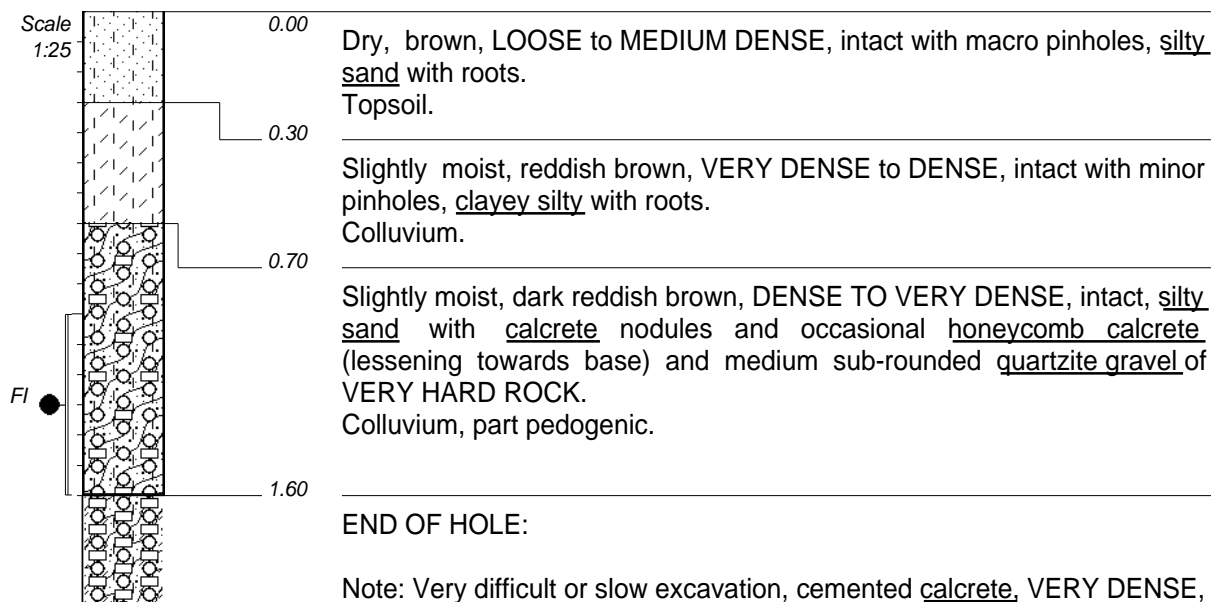 Scale
1:25
0.00
Dry, brown, LOOSE to MEDIUM DENSE, intact with macro pinholes, silty
sand with roots.
Topsoil.
0.30
Slightly moist, reddish brown, VERY DENSE to DENSE, intact with minor
pinholes, clayey silty with roots.
Colluvium.
0.70
Slightly moist, dark reddish brown, DENSE TO VERY DENSE, intact, silty
sand with calcrete nodules and occasional honeycomb calcrete
(lessening towards base) and medium sub-rounded quartzite gravel of
VERY HARD ROCK.
Colluvium, part pedogenic.
FI
1.60
END OF HOLE:
Note: Very difficult or slow excavation, cemented calcrete, VERY DENSE,